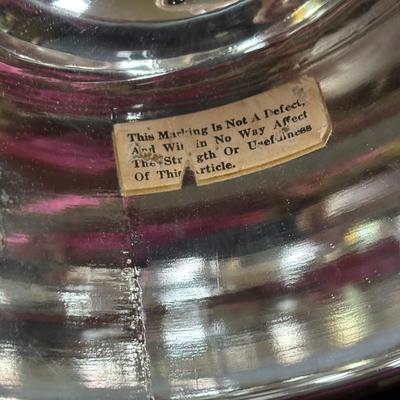 This Marking Is Not A Defect,
And Will In No Way Affect
The Strength Or Usefulness
Of This Article.